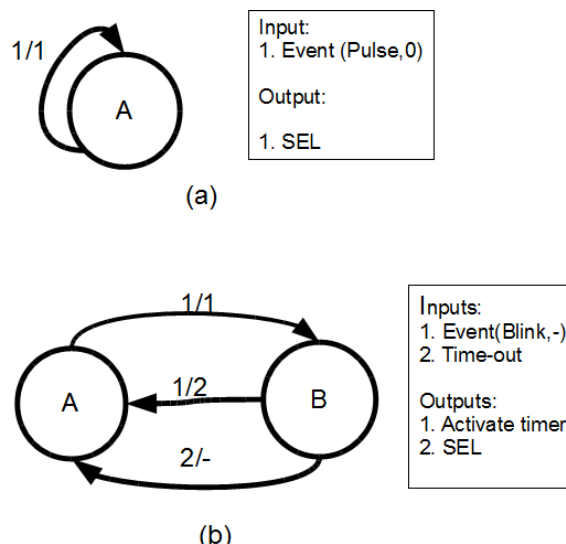 1/1
A
Input:
1. Event (Pulse,0)
Output:
1. SEL
(a)
1/1
A
1/2
B
2/-
Inputs:
1. Event(Blink,-)
2. Time-out
Outputs:
1. Activate timer
2. SEL
(b)